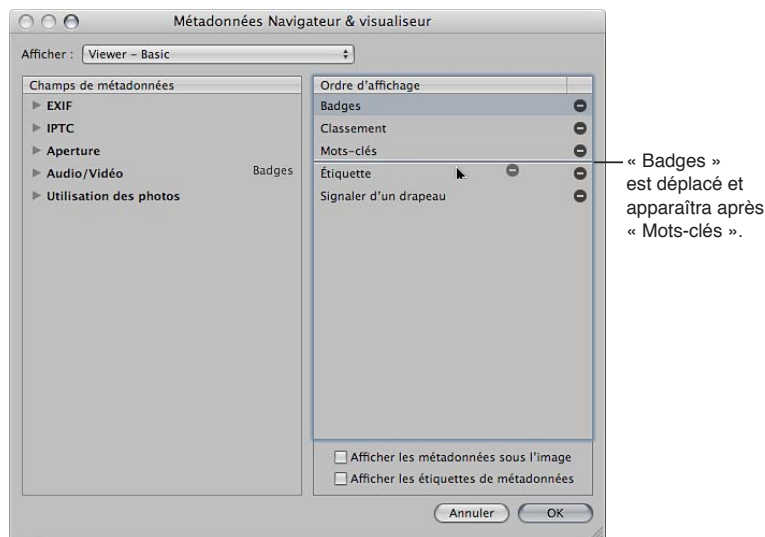 Métadonnées Navigateur & visualiseur
Afficher : Viewer – Basic
Champs de métadonnées
EXIF
IPTC
Aperture
Audio/Vidéo
Utilisation des photos
Badges
Ordre d'affichage
Badges
Classement
Mots-clés
Étiquette
Signaler d'un drapeau
Afficher les métadonnées sous l'image
Afficher les étiquettes de métadonnées
Annuler
OK
« Badges »
est déplacé et
apparaîtra après
« Mots-clés ».